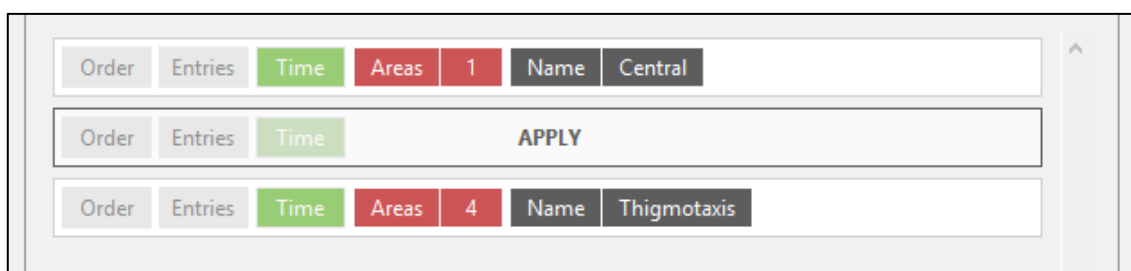 Order Entries Time Areas 1 Name Central
Order Entries Time APPLY
Order Entries Time Areas 4 Name Thigmotaxis